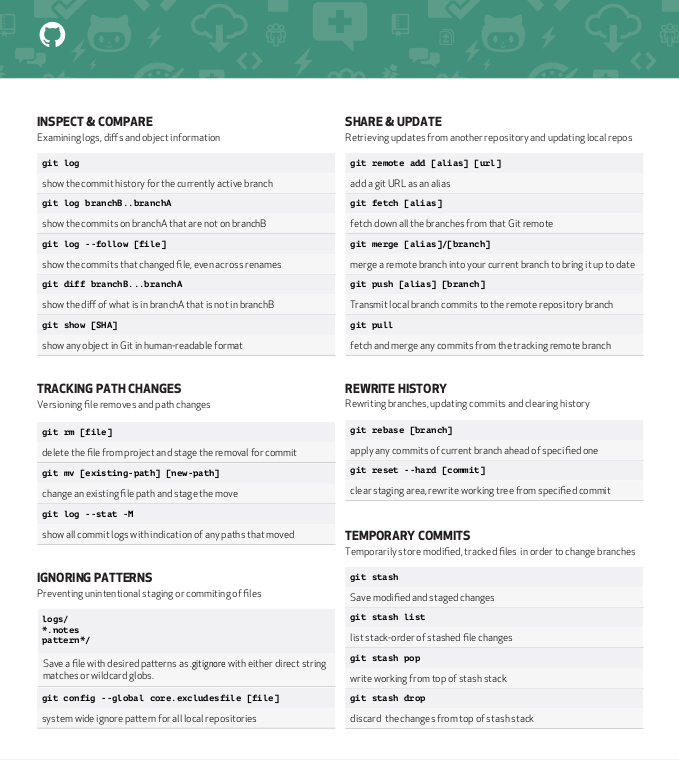 INSPECT & COMPARE
Examining logs, diffs and object information
git log
show the commit history for the currently active branch
git log branchB..branchA
show the commits on branchA that are not on branchB
git log --follow [file]
show the commits that changed file, even across renames
git diff branchB...branchA
show the diff of what is in branchA that is not in branchB
git show [SHA]
show any object in Git in human-readable format
TRACKING PATH CHANGES
Versioning file removes and path changes
git rm [file]
delete the file from project and stage the removal for commit
git mv [existing-path] [new-path]
change an existing file path and stage the move
git log --stat -M
show all commit logs with indication of any paths that moved
IGNORING PATTERNS
Preventing unintentional staging or commiting of files
logs/
*.notes
pattern*/
Save a file with desired patterns as .gitignore with either direct string
matches or wildcard globs.
git config --global core.excludesfile [file]
system wide ignore pattern for all local repositories
SHARE & UPDATE
Retrieving updates from another repository and updating local repos
git remote add [alias] [url]
add a git URL as an alias
git fetch [alias]
fetch down all the branches from that Git remote
git merge [alias]/[branch]
merge a remote branch into your current branch to bring it up to date
git push [alias] [branch]
Transmit local branch commits to the remote repository branch
git pull
fetch and merge any commits from the tracking remote branch
REWRITE HISTORY
Rewriting branches, updating commits and clearing history
git rebase [branch]
apply any commits of current branch ahead of specified one
git reset --hard [commit]
clear staging area, rewrite working tree from specified commit
TEMPORARY COMMITS
Temporarily store modified, tracked files in order to change branches
git stash
Save modified and staged changes
git stash list
list stack-order of stashed file changes
git stash pop
write working from top of stash stack
git stash drop
discard the changes from top of stash stack